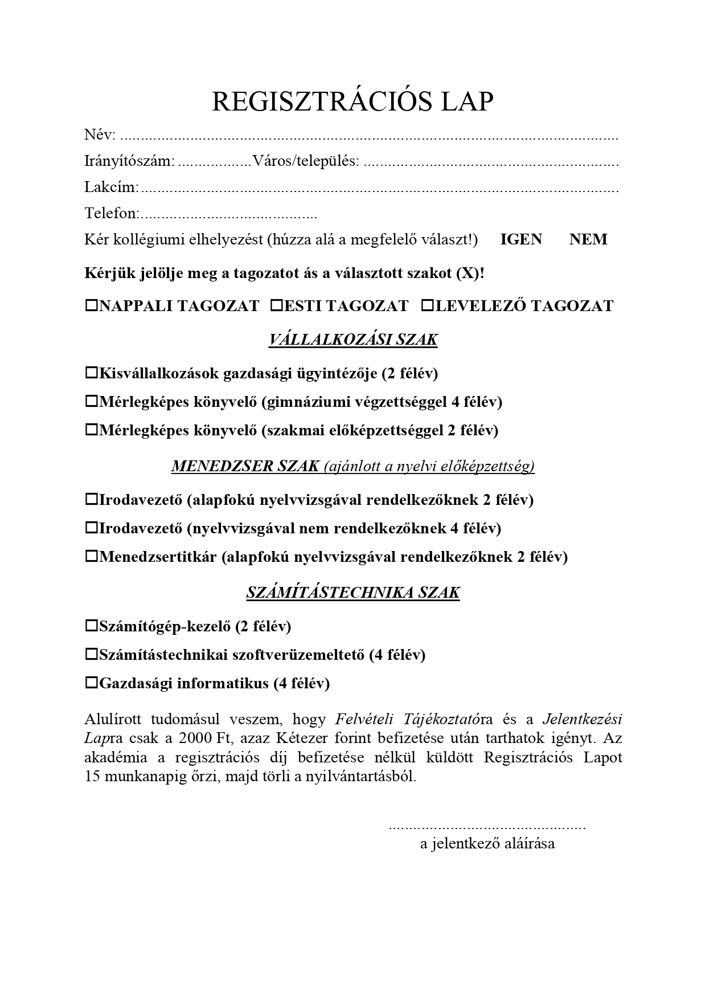 REGISZTRÁCIÓS LAP
Név: ........................................................................................................................
Irányítószám: ..................Város/település: ..............................................................
Lakcím:....................................................................................................................
Telefon:...........................................
Kér kollégiumi elhelyezést (húzza alá a megfelelő választ!) IGEN NEM
Kérjük jelölje meg a tagozatot ás a választott szakot (X)!
☐NAPPALI TAGOZAT ☐ESTI TAGOZAT ☐LEVELEZŐ TAGOZAT
VÁLLALKOZÁSI SZAK
☐Kisvállalkozások gazdasági ügyintézője (2 félév)
☐Mérlegképes könyvelő (gimnáziumi végzettséggel 4 félév)
☐Mérlegképes könyvelő (szakmai előképzettséggel 2 félév)
MENEDZSER SZAK (ajánlott a nyelvi előképzettség)
☐Irodavezető (alapfokú nyelvvizsgával rendelkezőknek 2 félév)
☐Irodavezető (nyelvvizsgával nem rendelkezőknek 4 félév)
☐Menedzsertitkár (alapfokú nyelvvizsgával rendelkezőknek 2 félév)
SZÁMÍTÁSTECHNIKA SZAK
☐Számítógép-kezelő (2 félév)
☐Számítástechnikai szoftverüzemeltető (4 félév)
☐Gazdasági informatikus (4 félév)
Alulírott tudomásul veszem, hogy Felvételi Tájékoztatóra és a Jelentkezési
Lapra csak a 2000 Ft, azaz Kétezer forint befizetése után tarthatok igényt. Az
akadémia a regisztrációs díj befizetése nélkül küldött Regisztrációs Lapot
15 munkanapig őrzi, majd törli a nyilvántartásból.
................................................
a jelentkező aláírása